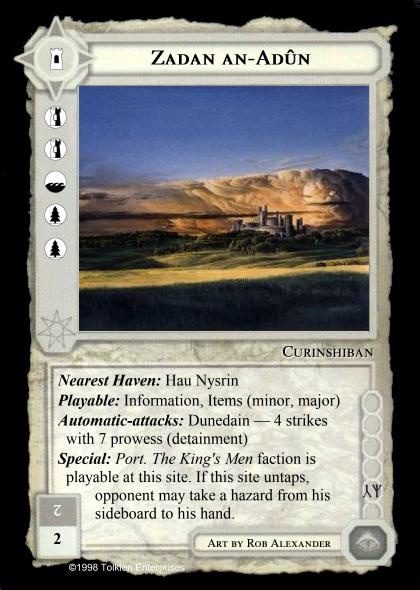 ZADAN AN-ADÛN
CURINSHIBAN
Nearest Haven: Hau Nysrin
Playable: Information, Items (minor, major)
Automatic-attacks: Dunedain — 4 strikes
with 7 prowess (detainment)
Special: Port. The King's Men faction is
playable at this site. If this site untaps,
opponent may take a hazard from his
sideboard to his hand.
2
2
ART BY ROB ALEXANDER
©1998 Tolkien Enterprises